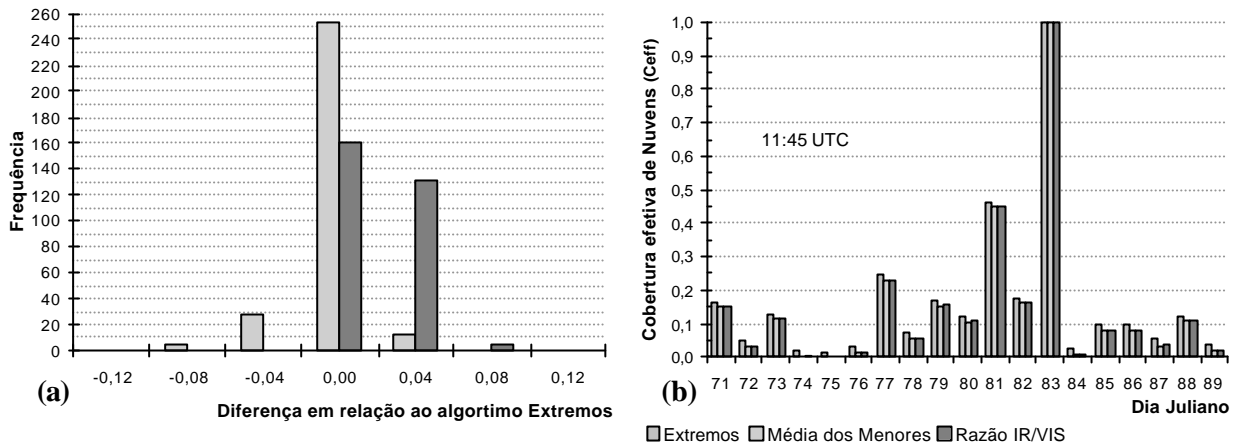 260
240
220
200
180
160
140
120
100
80
60
40
20
0
Frequência
-0,12 -0,08 -0,04 0,00 0,04 0,08 0,12
(a)
Diferença em relação ao algortimo Extremos
1,0
0,9
0,8
0,7
0,6
0,5
0,4
0,3
0,2
0,1
0,0
Cobertura efetiva de Nuvens (Ceff)
11:45 UTC
71 72 73 74 75 76 77 78 79 80 81 82 83 84 85 86 87 88 89
(b)
Dia Juliano
Extremos Média dos Menores Razão IR/VIS